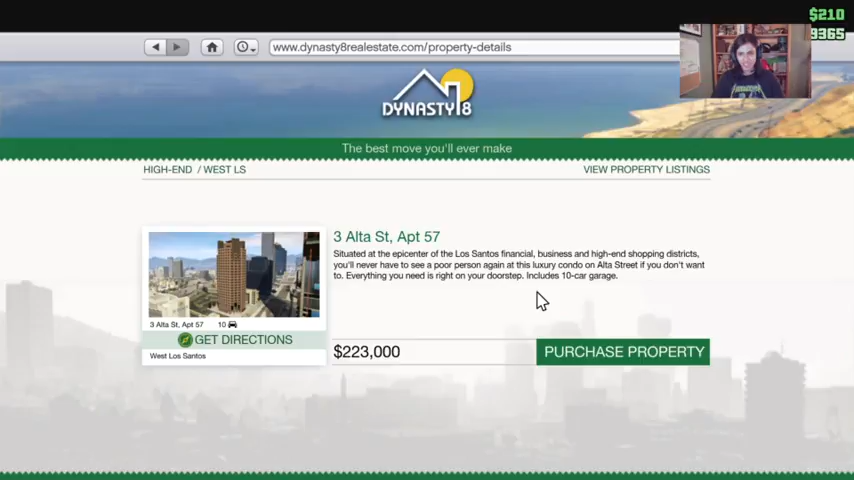 $210
9365
www.dynasty8realestate.com/property-details
DYNASTY8
The best move you'll ever make
HIGH-END / WEST LS
VIEW PROPERTY LISTINGS
3 Alta St, Apt 57
Situated at the epicenter of the Los Santos financial, business and high-end shopping districts,
you'll never have to see a poor person again at this luxury condo on Alta Street if you don't want
to. Everything you need is right on your doorstep. Includes 10-car garage.
3 Alta St, Apt 57 10
GET DIRECTIONS
West Los Santos
$223,000
PURCHASE PROPERTY